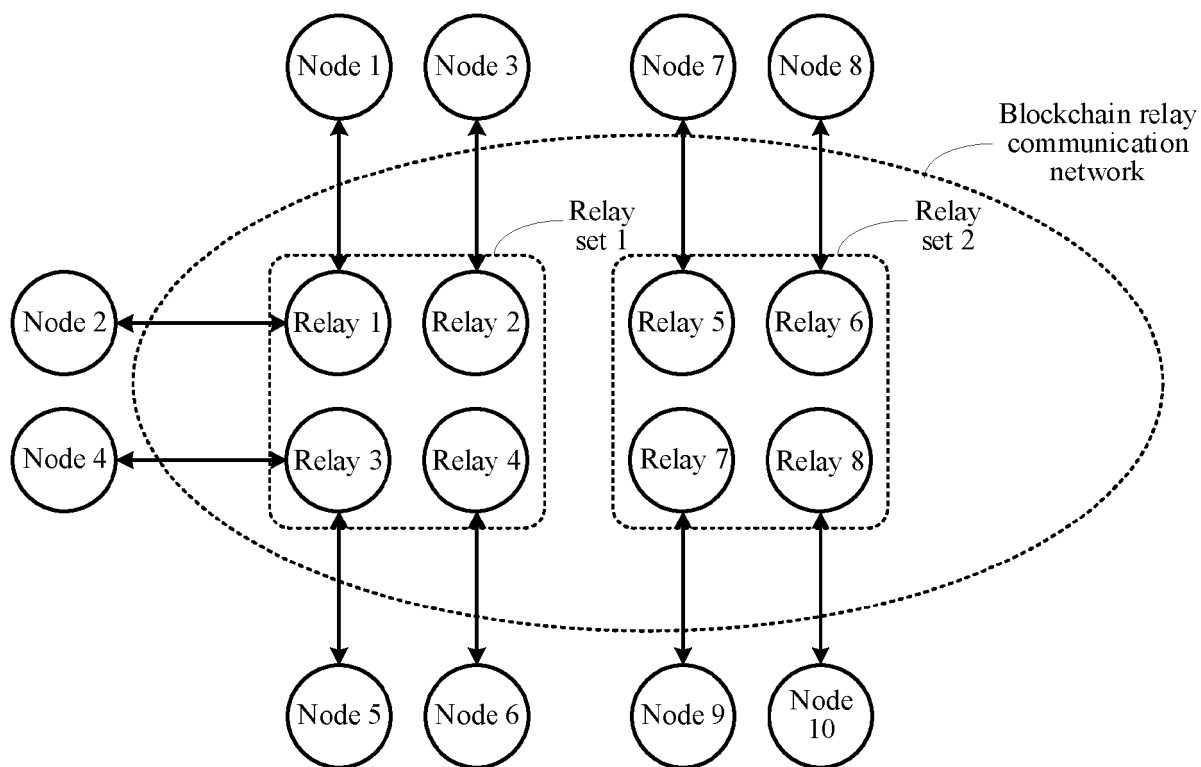 Node 1
Node 3
Node 7
Node 8
Blockchain relay
communication
network
Relay
set 1
Relay
set 2
Node 2
Relay 1
Relay 2
Relay 5
Relay 6
Node 4
Relay 3
Relay 4
Relay 7
Relay 8
Node 5
Node 6
Node 9
Node
10